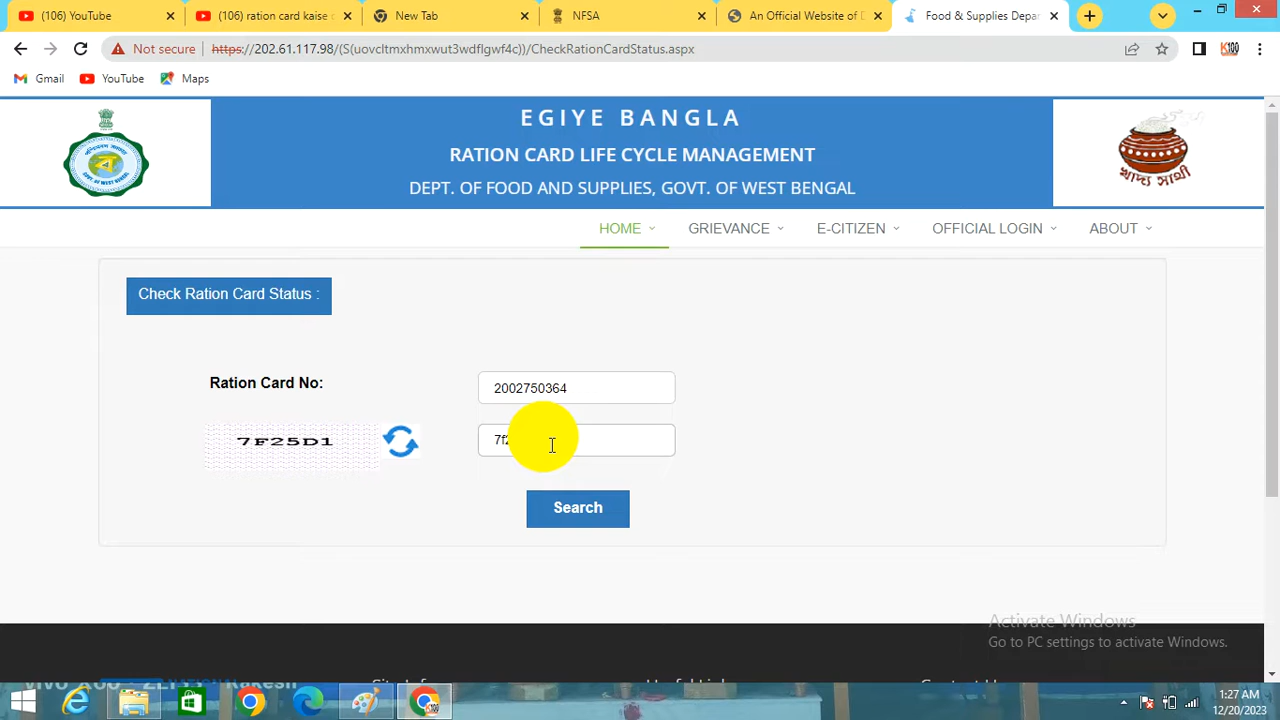 (106) YouTube
(106) ration card kaise c
New Tab
NFSA
An Official Website of D
Food & Supplies Depar
Not secure
https://202.61.117.98/(S(uovcltmxhmxwut3wdflgwf4c))/CheckRationCardStatus.aspx
K100
Gmail
YouTube
Maps
EGIYE BANGLA
RATION CARD LIFE CYCLE MANAGEMENT
DEPT. OF FOOD AND SUPPLIES, GOVT. OF WEST BENGAL
খাদ্য সাথী
HOME
GRIEVANCE
E-CITIZEN
OFFICIAL LOGIN
ABOUT
Check Ration Card Status :
Ration Card No:
2002750364
7F25D1
7f2
Search
Activate Windows
Go to PC settings to activate Windows.
1:27 AM
12/20/2023